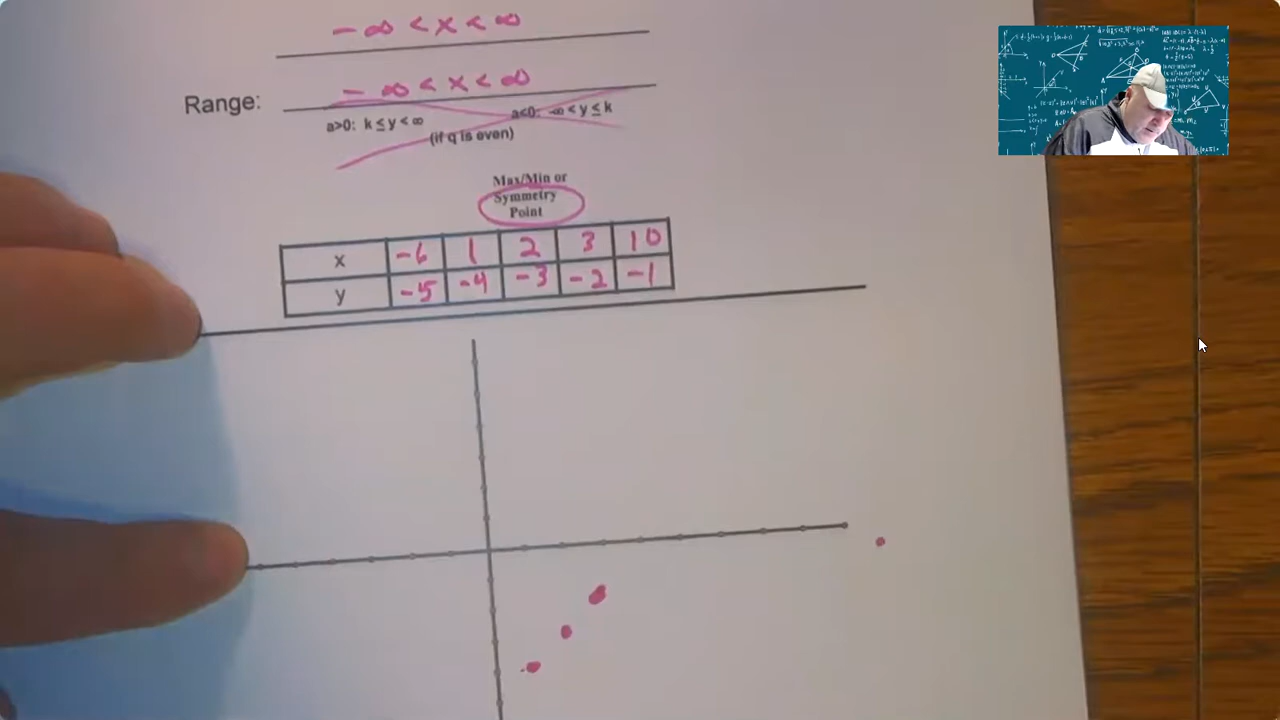 -∞ < x < ∞
Range: -∞ < x < ∞
a>0: k ≤ y < ∞ a<0: -∞ < y ≤ k
(if q is even)
Max/Min or
Symmetry
Point
x -6 1 2 3 10
y -5 -4 -3 -2 -1